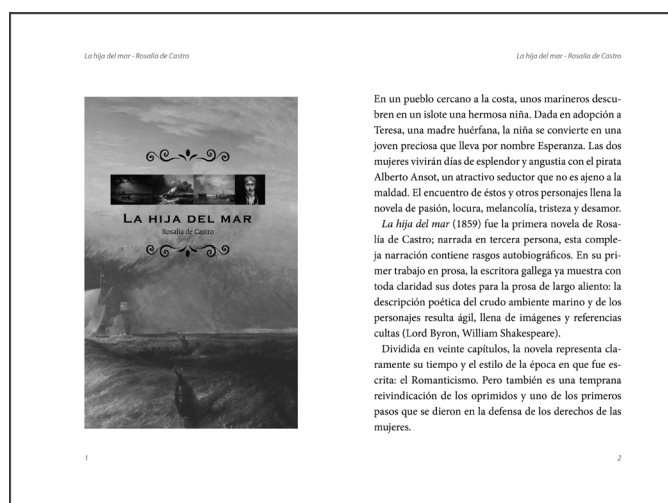 La hija del mar - Rosalía de Castro
LA HIJA DEL MAR
Rosalía de Castro
1
La hija del mar - Rosalía de Castro
En un pueblo cercano a la costa, unos marineros descu-
bren en un islote una hermosa niña. Dada en adopción a
Teresa, una madre huérfana, la niña se convierte en una
joven preciosa que lleva por nombre Esperanza. Las dos
mujeres vivirán días de esplendor y angustia con el pirata
Alberto Ansot, un atractivo seductor que no es ajeno a la
maldad. El encuentro de éstos y otros personajes llena la
novela de pasión, locura, melancolía, tristeza y desamor.
La hija del mar (1859) fue la primera novela de Rosa-
lía de Castro; narrada en tercera persona, esta comple-
ja narración contiene rasgos autobiográficos. En su pri-
mer trabajo en prosa, la escritora gallega ya muestra con
toda claridad sus dotes para la prosa de largo aliento: la
descripción poética del crudo ambiente marino y de los
personajes resulta ágil, llena de imágenes y referencias
cultas (Lord Byron, William Shakespeare).
Dividida en veinte capítulos, la novela representa cla-
ramente su tiempo y el estilo de la época en que fue es-
crita: el Romanticismo. Pero también es una temprana
reivindicación de los oprimidos y uno de los primeros
pasos que se dieron en la defensa de los derechos de las
mujeres.
2